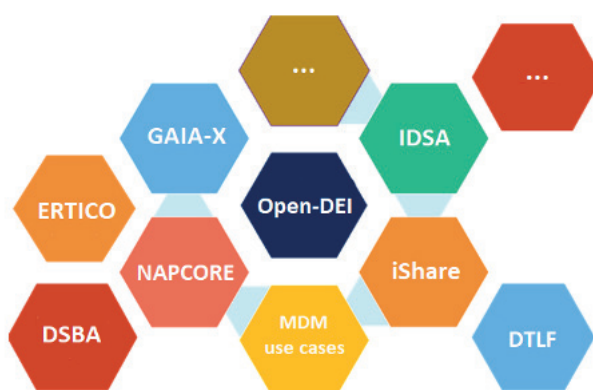 ...
...
GAIA-X
IDSA
ERTICO
Open-DEI
NAPCORE
iShare
DSBA
MDM
use cases
DTLF